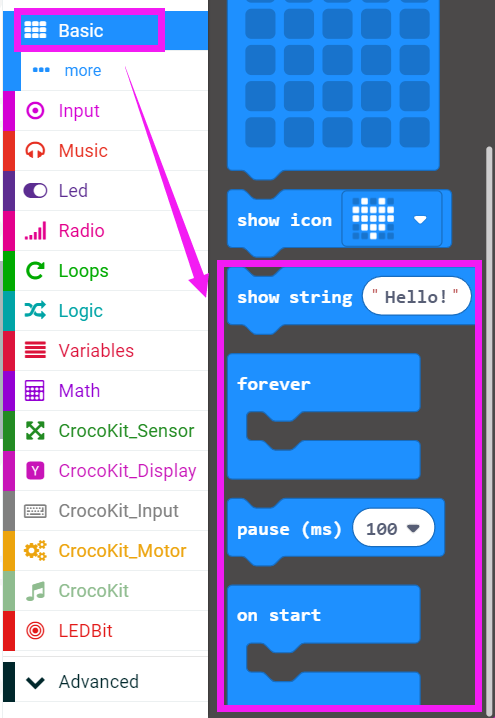 Basic
more
Input
Music
Led
Radio
Loops
Logic
Variables
Math
CrocoKit_Sensor
Y CrocoKit_Display
CrocoKit_Input
CrocoKit_Motor
CrocoKit
LEDBit
Advanced
show icon
show string "Hello!"
forever
pause (ms) 100
on start